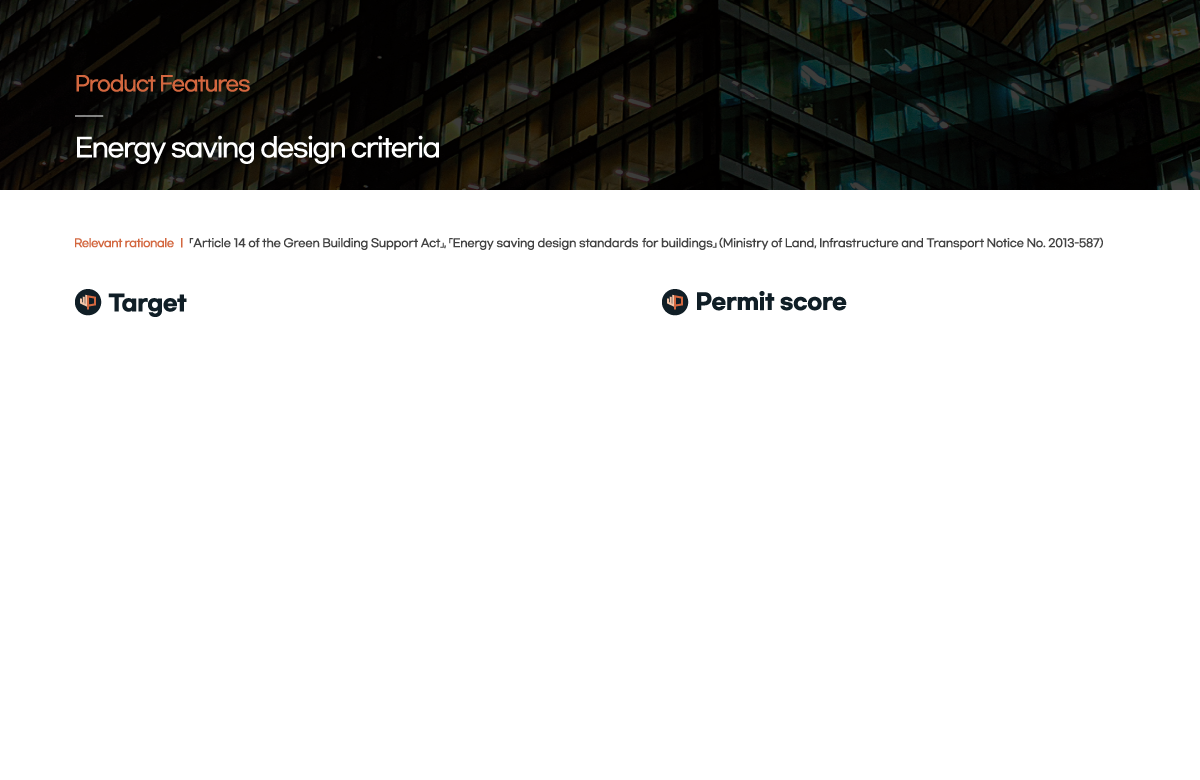 Product Features
Energy saving design criteria
Relevant rationale | 「Article 14 of the Green Building Support Act」, 「Energy saving design standards for buildings」 (Ministry of Land, Infrastructure and Transport Notice No. 2013-587)
Target
Permit score